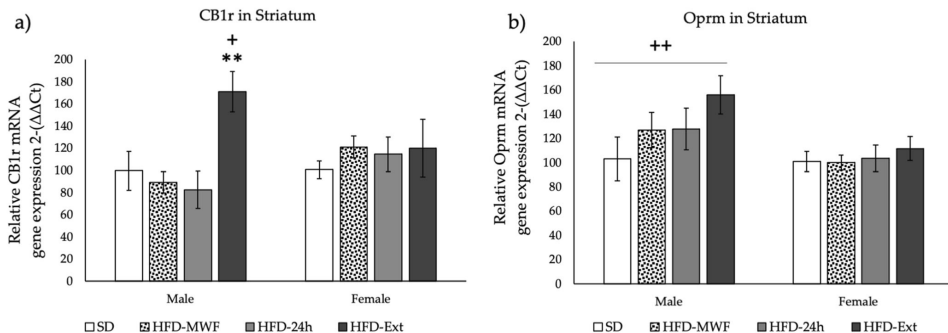 a)
CB1r in Striatum
+
**
Relative CB1r mRNA
gene expression 2-(ΔΔCt)
200
180
160
140
120
100
80
60
40
20
0
Male
Female
SD
HFD-MWF
HFD-24h
HFD-Ext
b)
Oprm in Striatum
++
Relative Oprm mRNA
gene expression 2-(ΔΔCt)
200
180
160
140
120
100
80
60
40
20
0
Male
Female
SD
HFD-MWF
HFD-24h
HFD-Ext